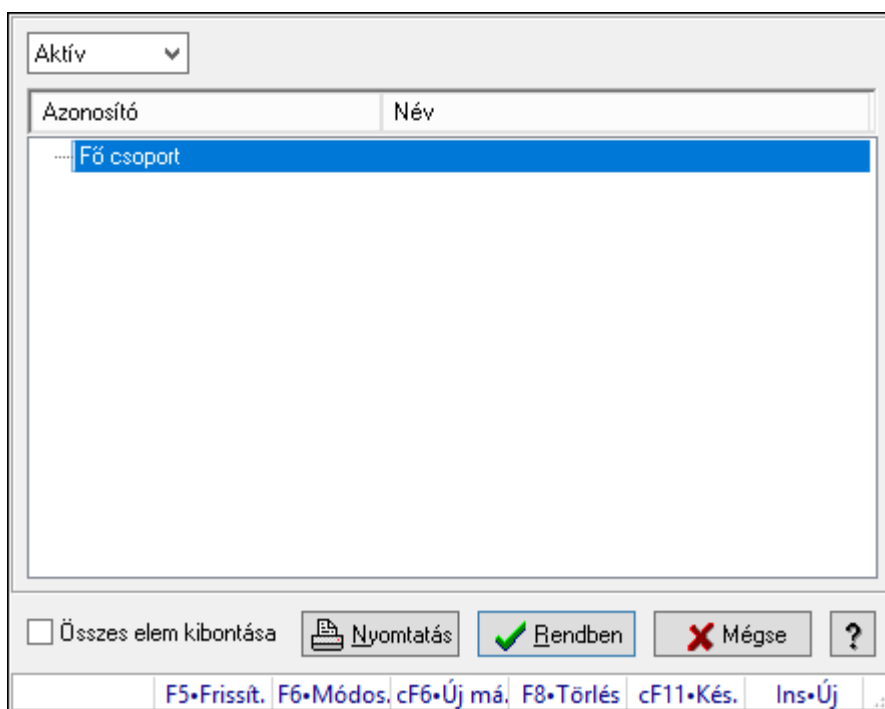 Aktív
Azonosító Név
Fő csoport
Összes elem kibontása Nyomtatás Rendben Mégse ?
F5•Frissít. F6•Módos. cF6•Új má. F8•Törlés cF11•Kés. Ins•Új